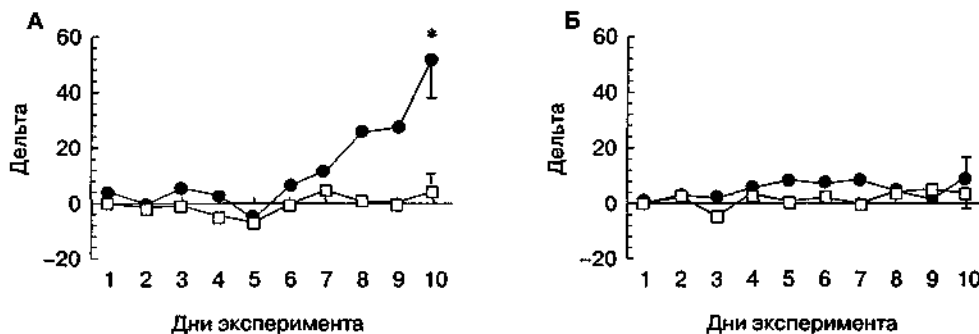 А
60
40
20
0
–20
Дельта
*
1 2 3 4 5 6 7 8 9 10
Дни эксперимента
Б
60
40
20
0
–20
Дельта
1 2 3 4 5 6 7 8 9 10
Дни эксперимента